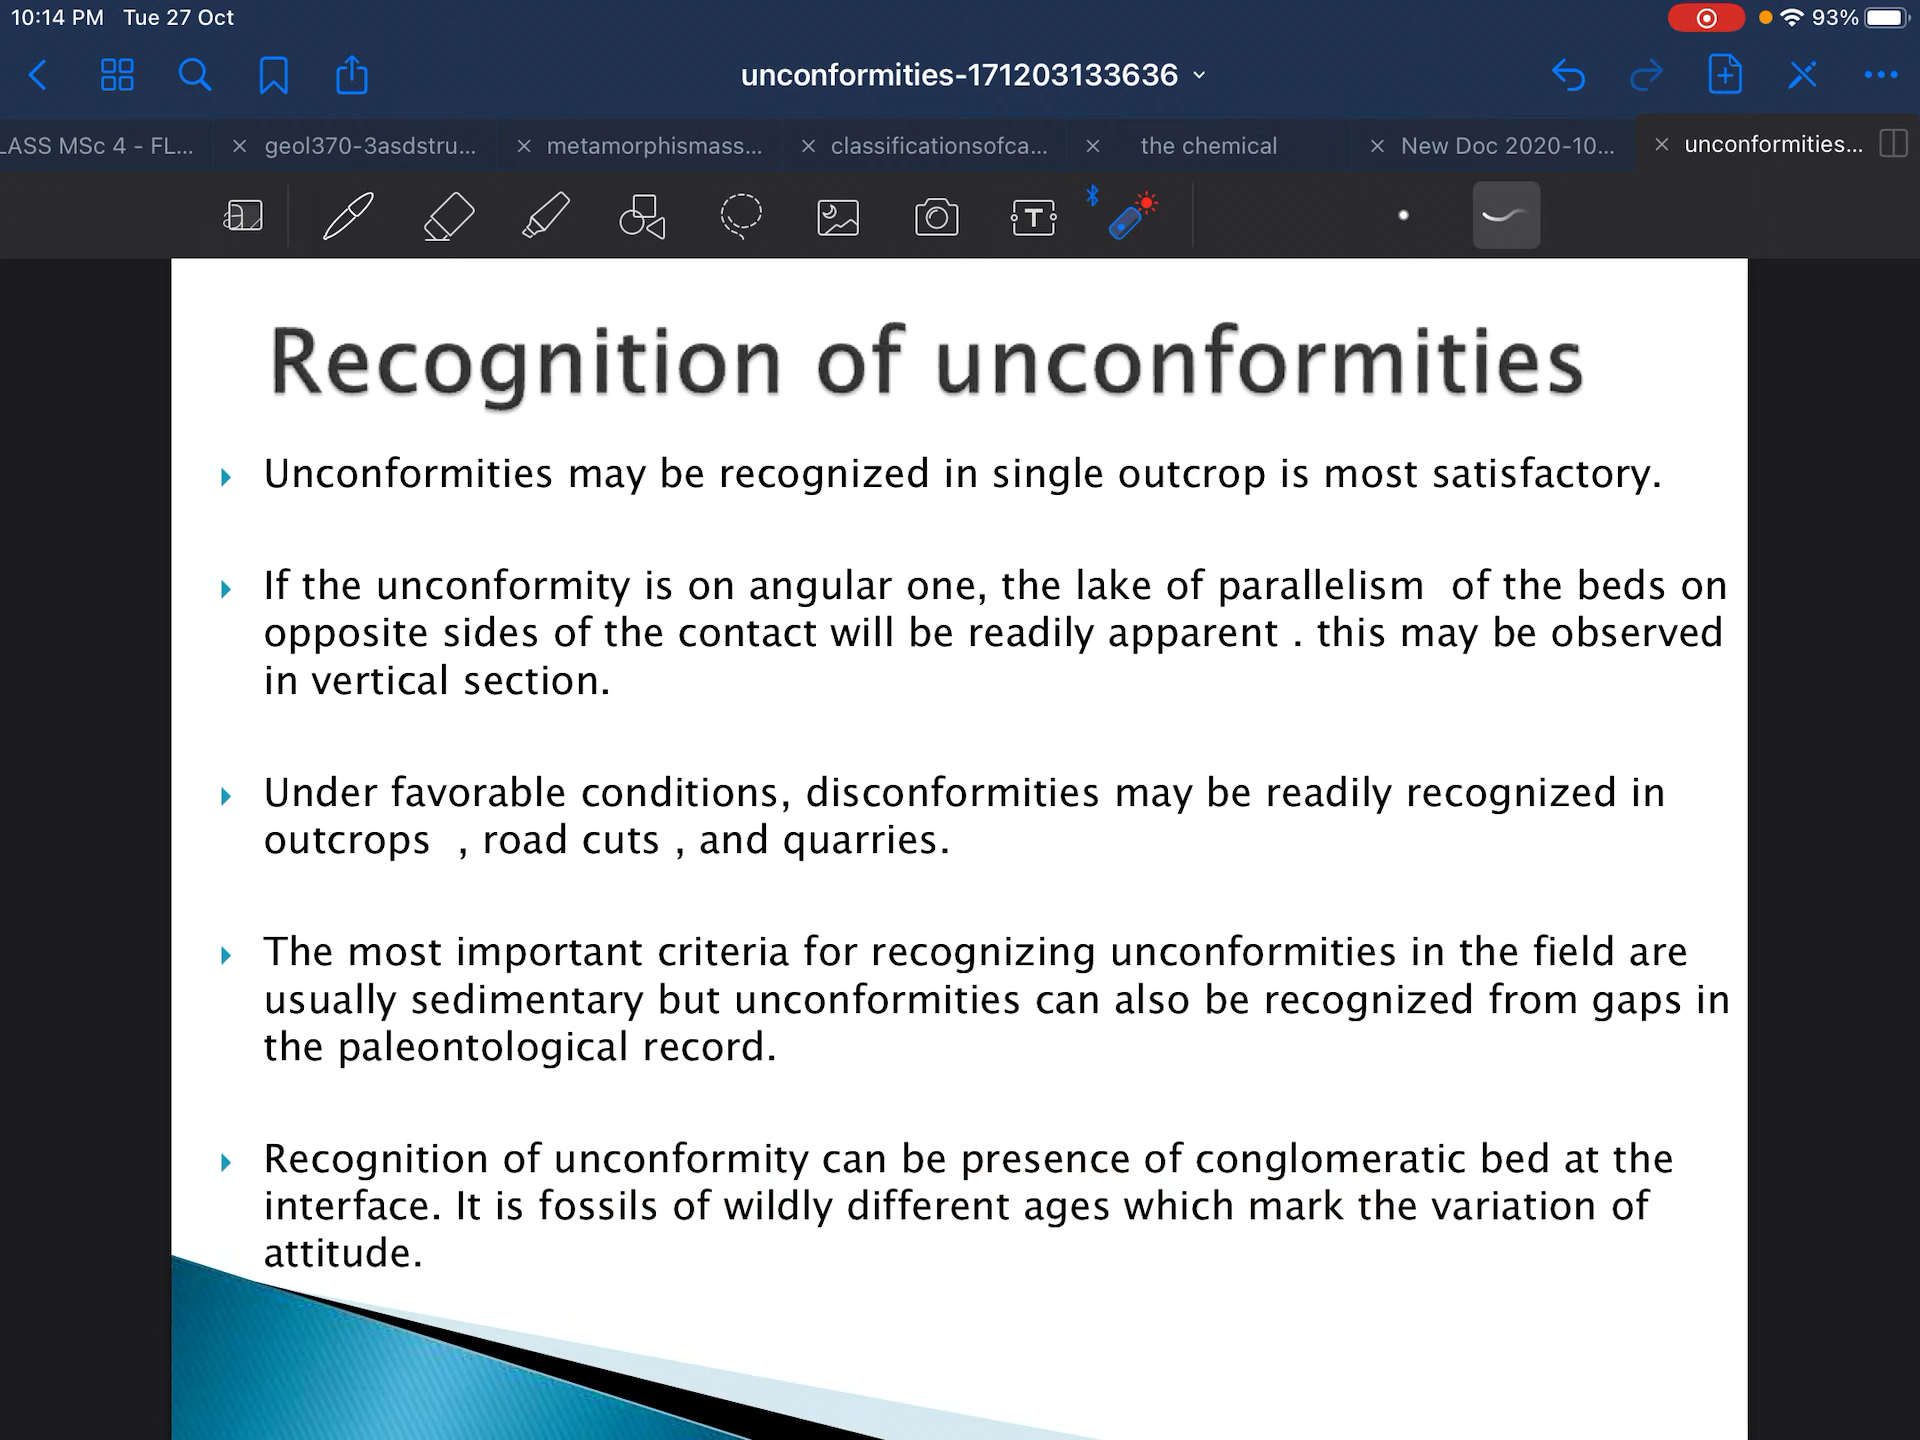 10:14 PM Tue 27 Oct
93%
unconformities-171203133636
LASS MSc 4 - FL...
geol370-3asdstru...
metamorphismass...
classificationsofca...
the chemical
New Doc 2020-10...
unconformities...
T
Recognition of unconformities
Unconformities may be recognized in single outcrop is most satisfactory.
If the unconformity is on angular one, the lake of parallelism of the beds on
opposite sides of the contact will be readily apparent . this may be observed
in vertical section.
Under favorable conditions, disconformities may be readily recognized in
outcrops , road cuts , and quarries.
The most important criteria for recognizing unconformities in the field are
usually sedimentary but unconformities can also be recognized from gaps in
the paleontological record.
Recognition of unconformity can be presence of conglomeratic bed at the
interface. It is fossils of wildly different ages which mark the variation of
attitude.